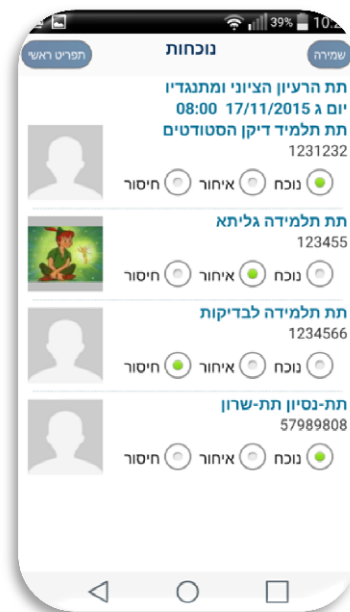 39% 10:2
שמירה נוכחות תפריט ראשי
תת הרעיון הציוני ומתנגדיו
יום ג 17/11/2015 08:00
תת תלמיד דיקן הסטודטים
1231232
נוכח איחור חיסור
תת תלמידה גליתא
123455
נוכח איחור חיסור
תת תלמידה לבדיקות
1234566
נוכח איחור חיסור
תת-נסיון תת-שרון
57989808
נוכח איחור חיסור